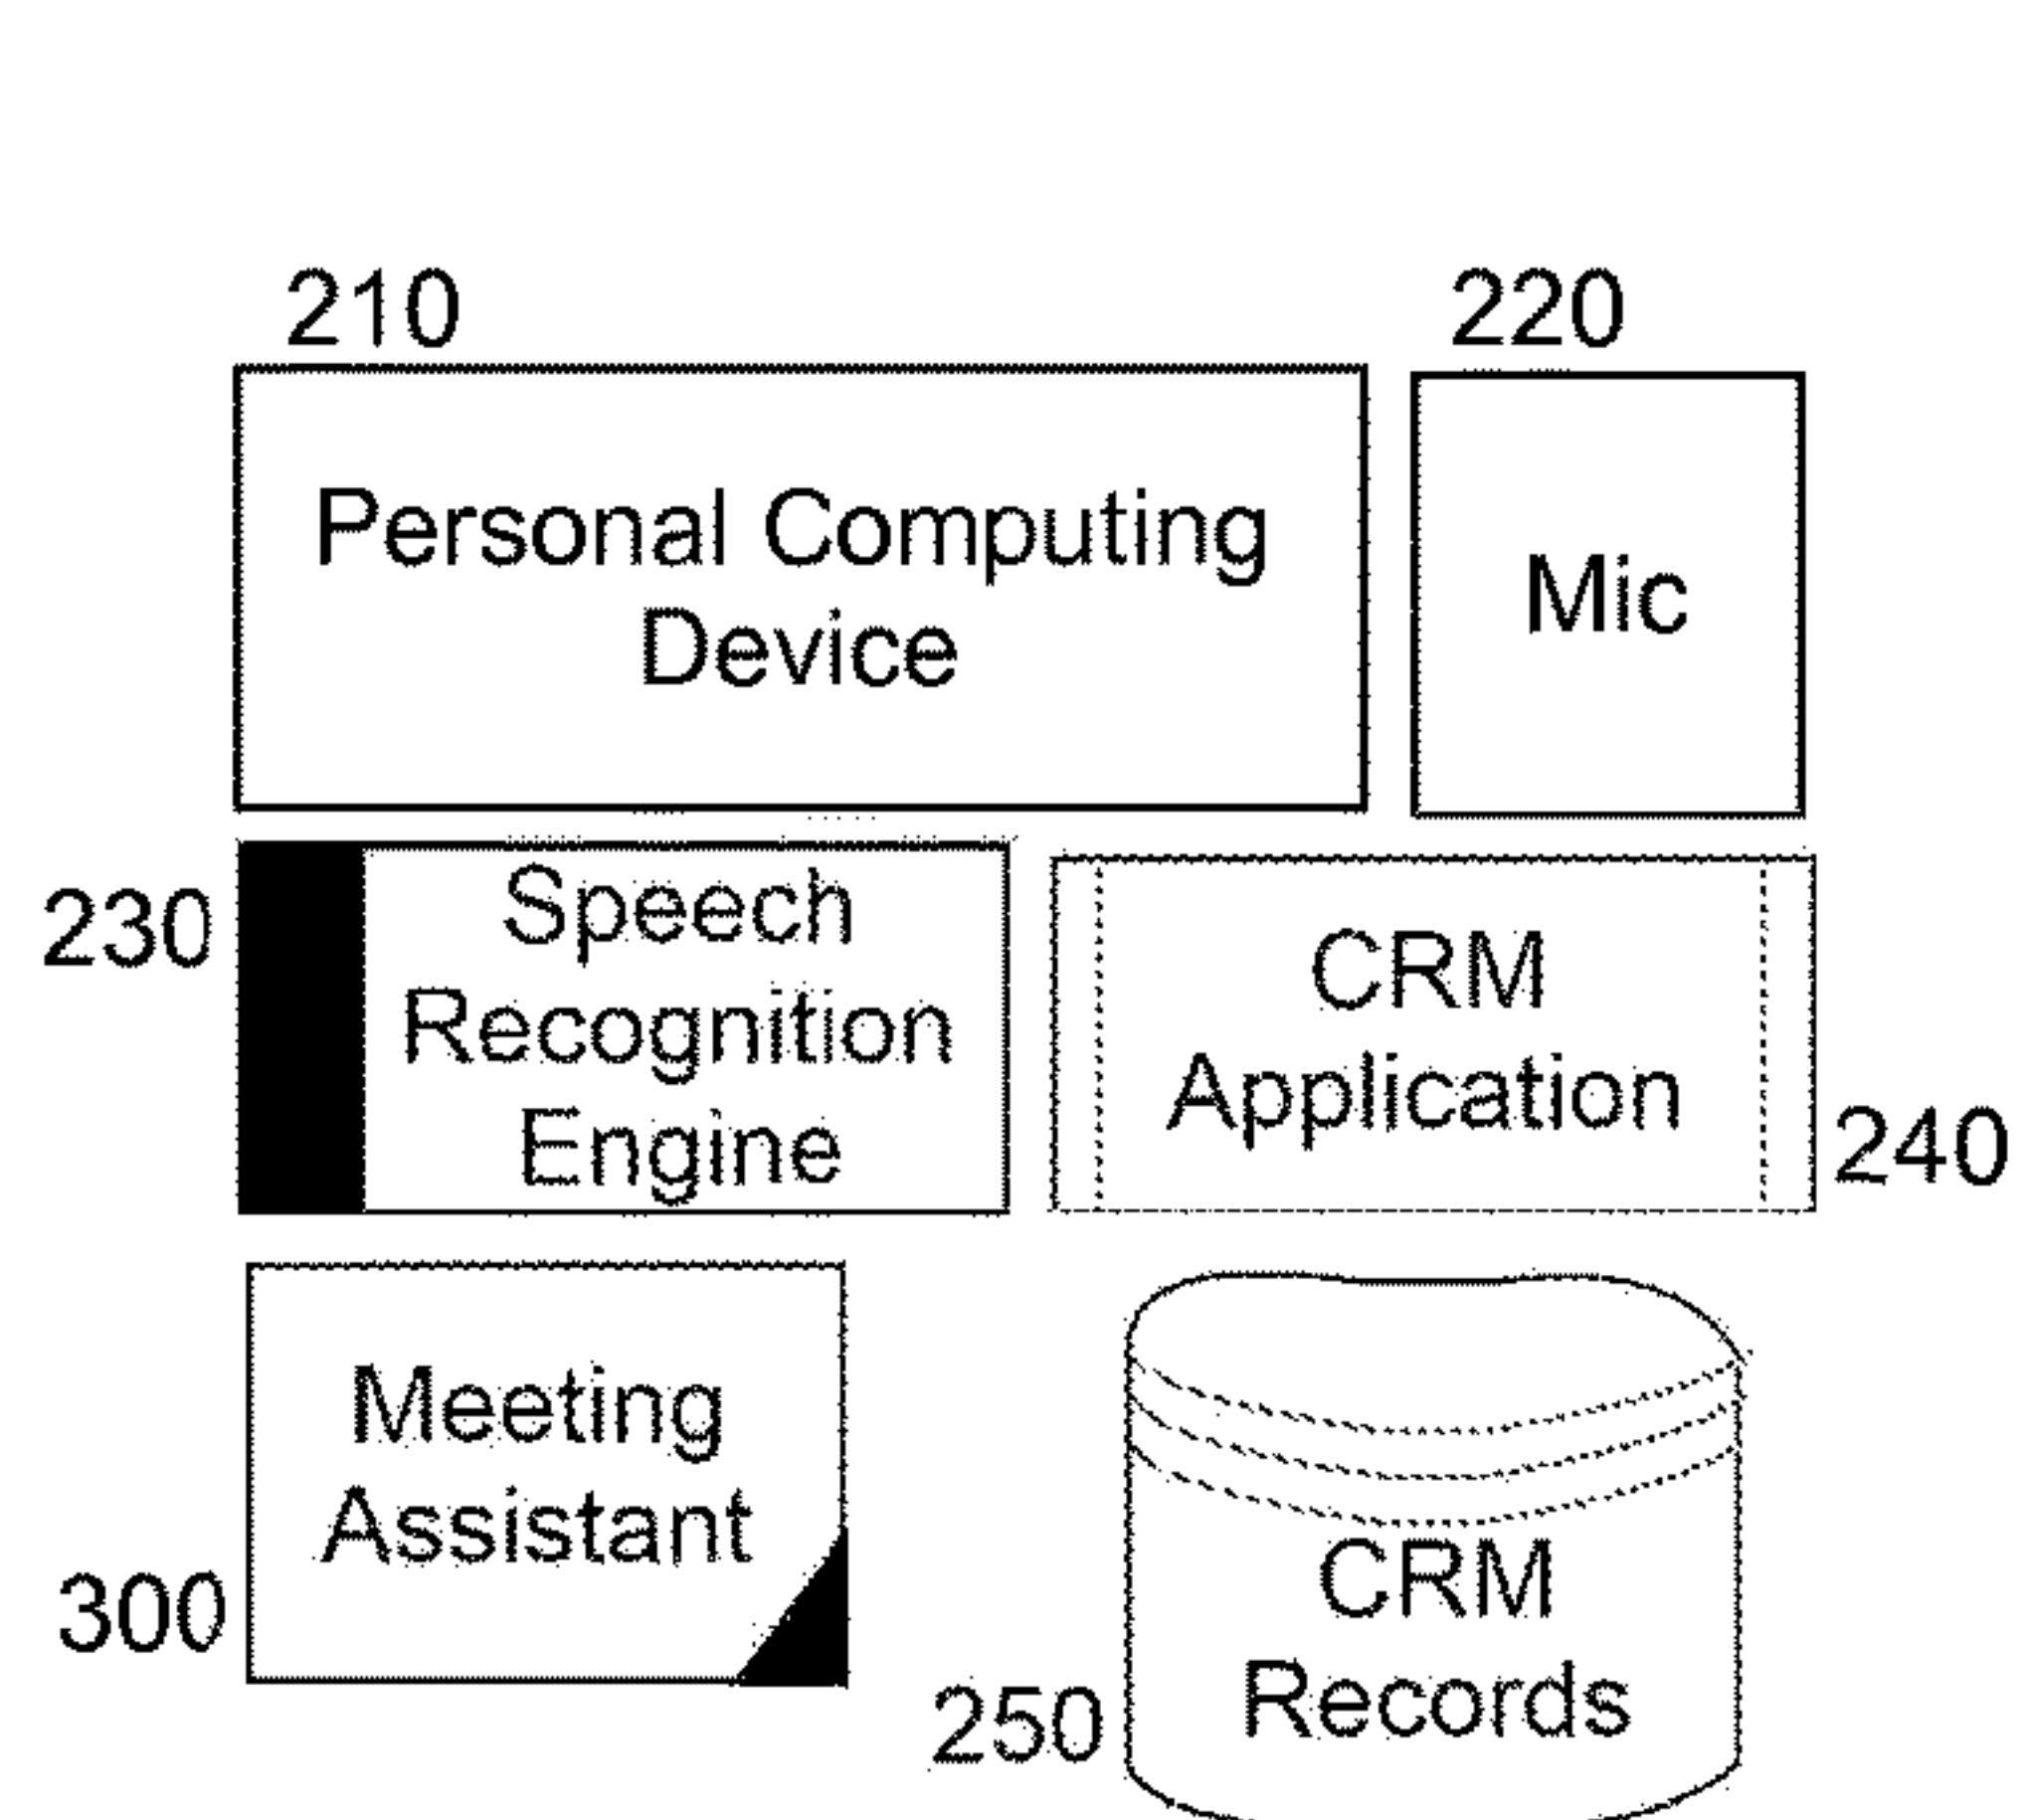 210
220
Personal Computing
Device
Mic
230
Speech
Recognition
Engine
CRM
Application
240
Meeting
Assistant
300
CRM
Records
250